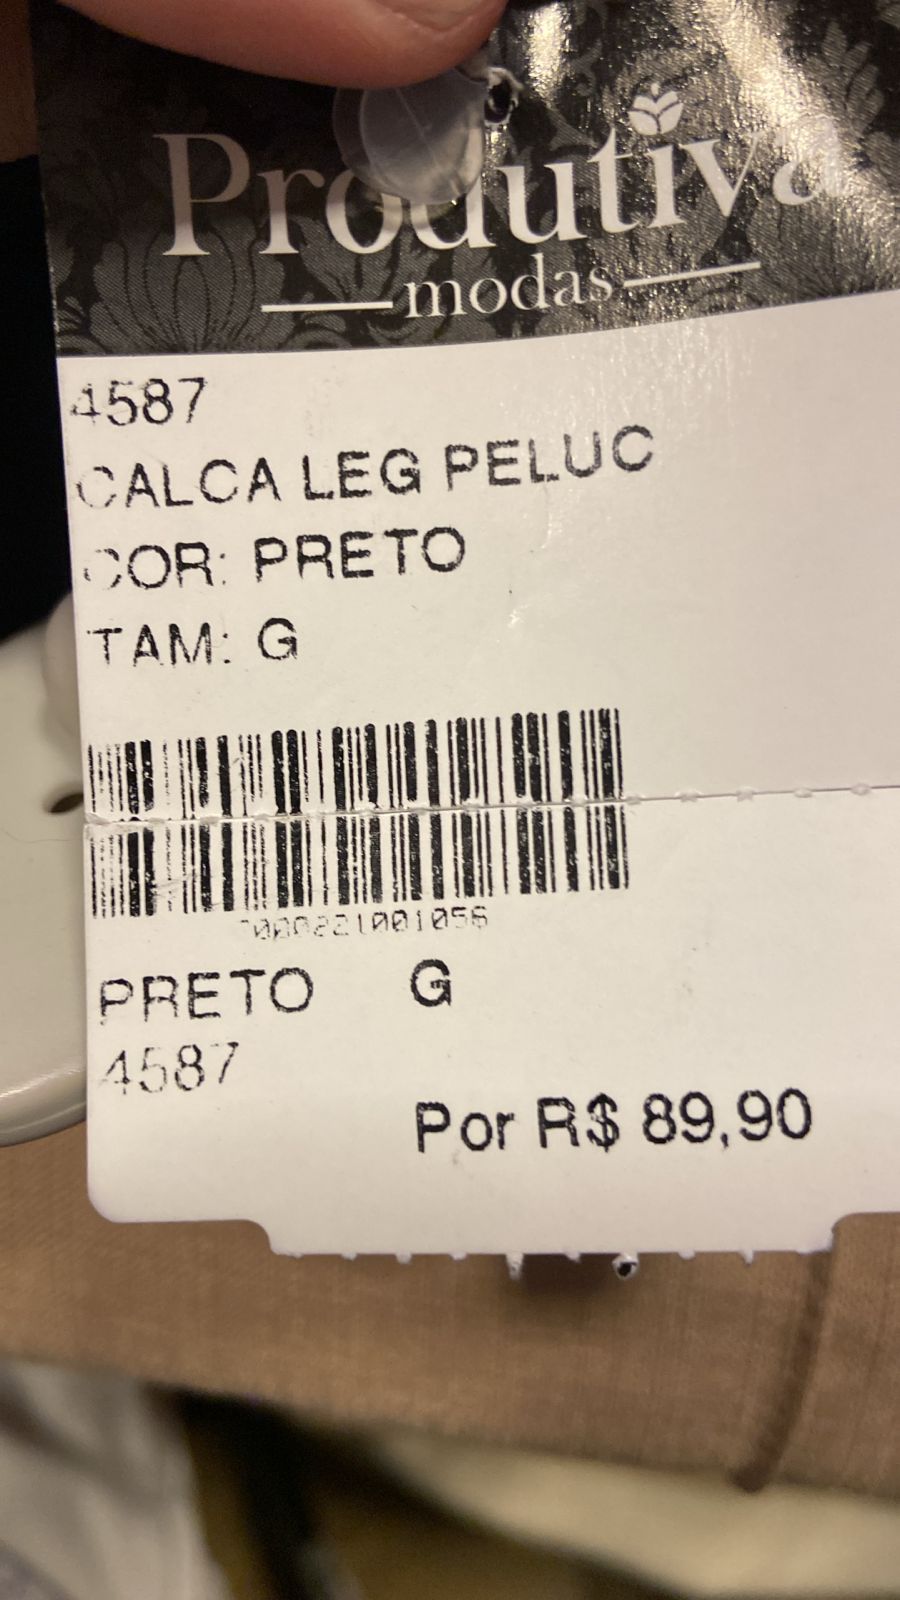 Produtiva
modas
4587
CALCA LEG PELUC
COR: PRETO
TAM: G
PRETO G
4587
Por R$ 89,90